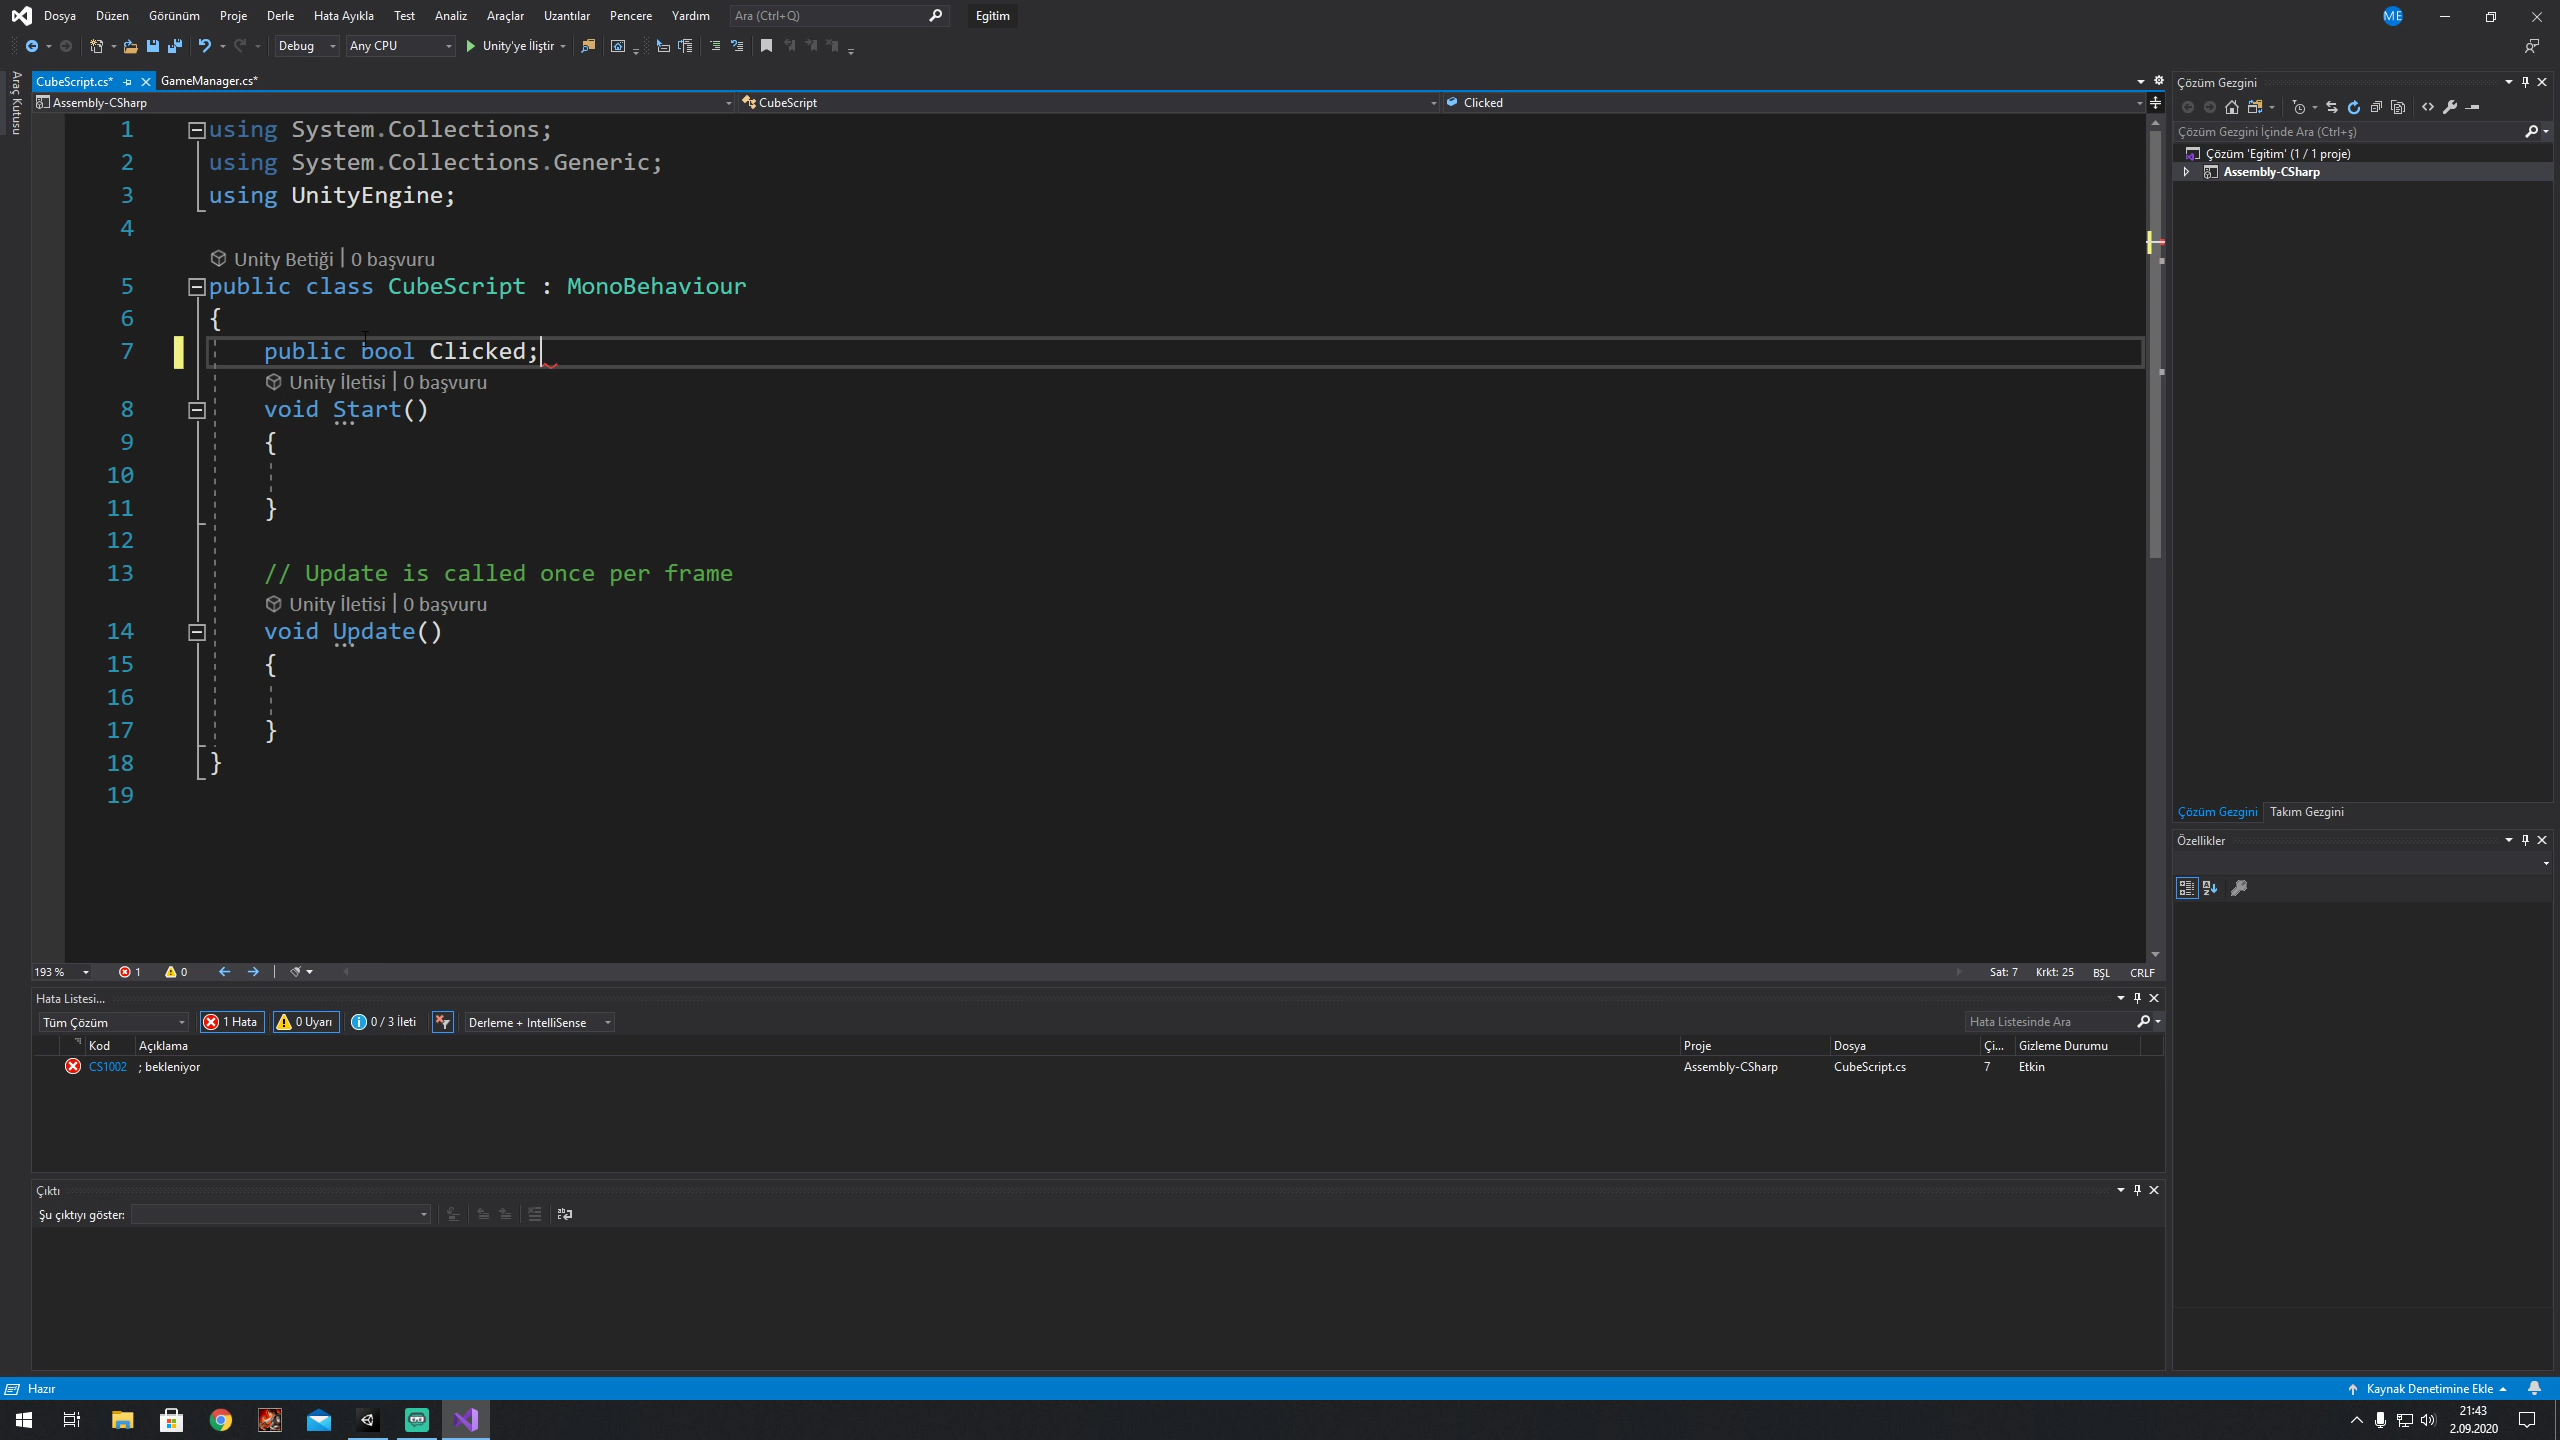 Dosya Düzen Görünüm Proje Derle Hata Ayıkla Test Analiz Araçlar Uzantılar Pencere Yardım Ara (Ctrl+Q) Egitim ME
Debug Any CPU Unity'ye İliştir
Araç Kutusu
CubeScript.cs* GameManager.cs*
Assembly-CSharp CubeScript Clicked
1 using System.Collections;
2 using System.Collections.Generic;
3 using UnityEngine;
4
Unity Betiği | 0 başvuru
5 public class CubeScript : MonoBehaviour
6 {
7 public bool Clicked;
Unity İletisi | 0 başvuru
8 void Start()
9 {
10
11 }
12
13 // Update is called once per frame
Unity İletisi | 0 başvuru
14 void Update()
15 {
16
17 }
18 }
19
193 % 1 0 Sat: 7 Krkt: 25 BŞL CRLF
Hata Listesi...
Tüm Çözüm 1 Hata 0 Uyarı 0 / 3 İleti Derleme + IntelliSense Hata Listesinde Ara
Kod Açıklama Proje Dosya Çi... Gizleme Durumu
CS1002 ; bekleniyor Assembly-CSharp CubeScript.cs 7 Etkin
Çıktı
Şu çıktıyı göster:
Çözüm Gezgini
Çözüm Gezgini İçinde Ara (Ctrl+ş)
Çözüm 'Egitim' (1 / 1 proje)
Assembly-CSharp
Çözüm Gezgini Takım Gezgini
Özellikler
Hazır Kaynak Denetimine Ekle
21:43
2.09.2020